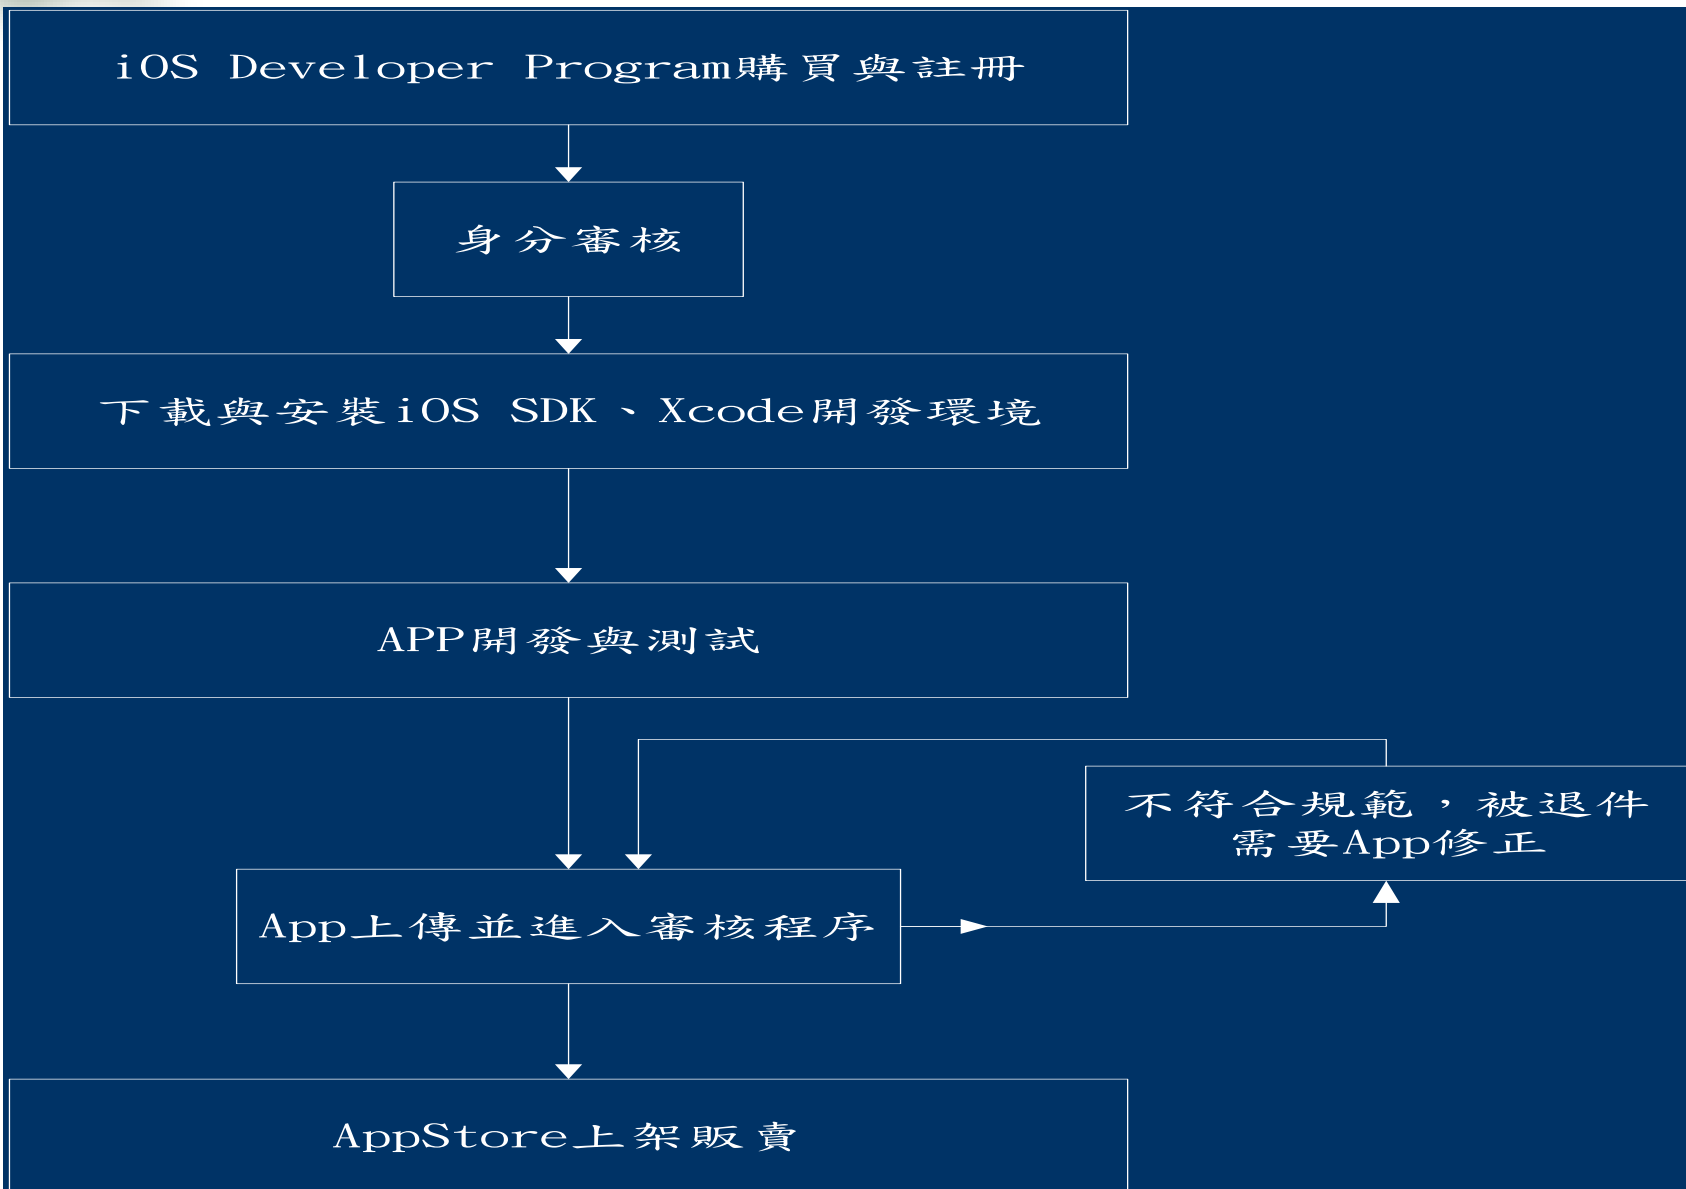 iOS Developer Program購買與註冊
身分審核
下載與安裝iOS SDK、Xcode開發環境
APP開發與測試
不符合規範，被退件
需要App修正
App上傳並進入審核程序
AppStore上架販賣